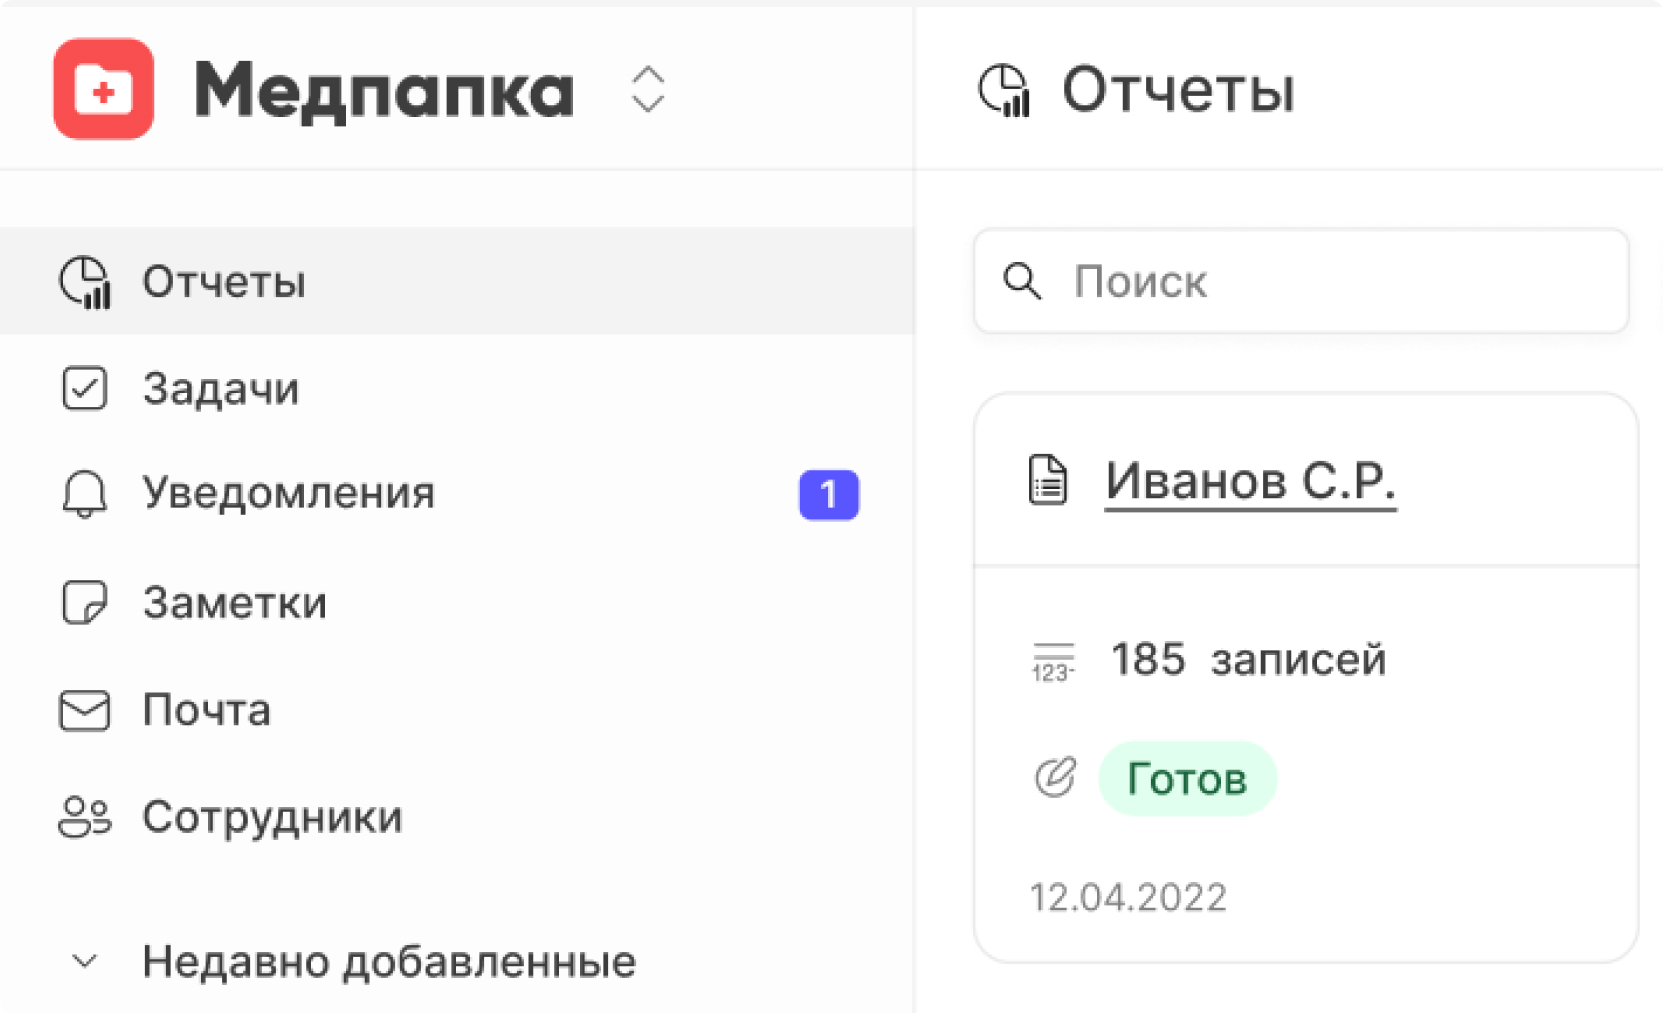 Медпапка
Отчеты
Задачи
Уведомления 1
Заметки
Почта
Сотрудники
Недавно добавленные
Отчеты
Поиск
Иванов С.Р.
123- 185 записей
Готов
12.04.2022